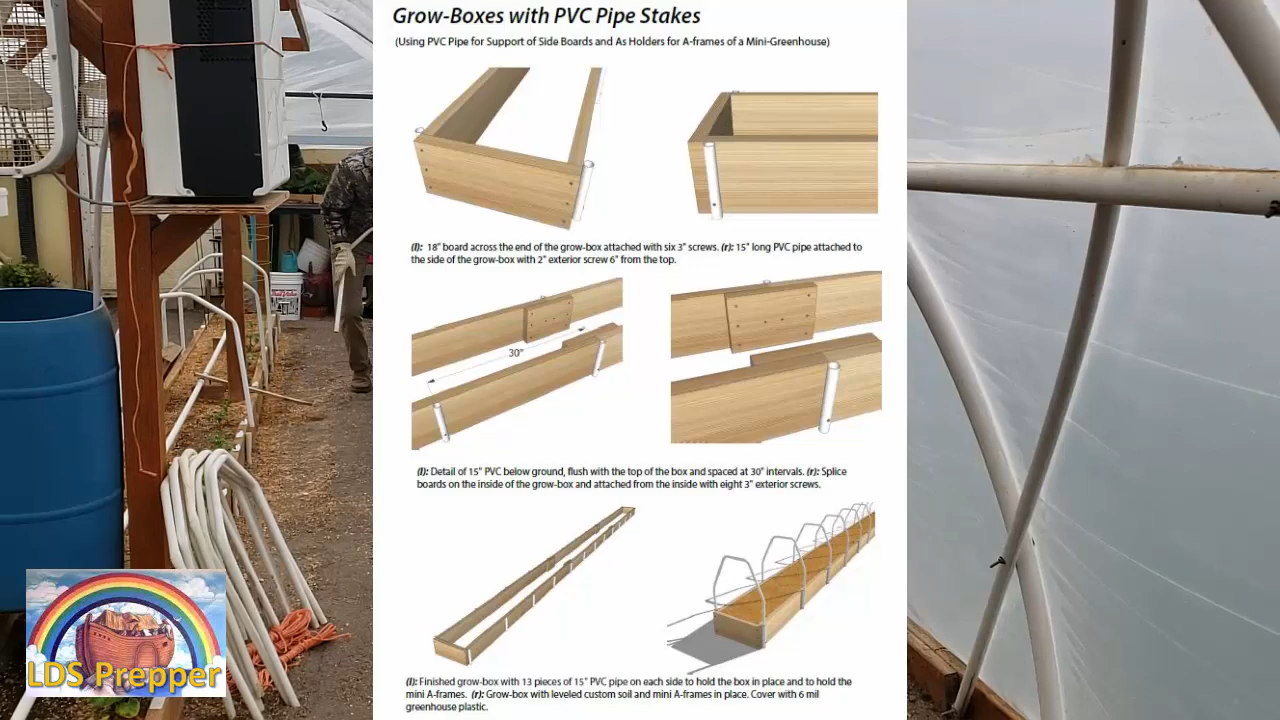 Grow-Boxes with PVC Pipe Stakes
(Using PVC Pipe for Support of Side Boards and As Holders for A-frames of a Mini-Greenhouse)
(l): 18" board across the end of the grow-box attached with six 3" screws. (r): 15" long PVC pipe attached to
the side of the grow-box with 2" exterior screw 6" from the top.
30"
(l): Detail of 15" PVC below ground, flush with the top of the box and spaced at 30" intervals. (r): Splice
boards on the inside of the grow-box and attached from the inside with eight 3" exterior screws.
(l): Finished grow-box with 13 pieces of 15" PVC pipe on each side to hold the box in place and to hold the
mini A-frames. (r): Grow-box with leveled custom soil and mini A-frames in place. Cover with 6 mil
greenhouse plastic.
LDS Prepper